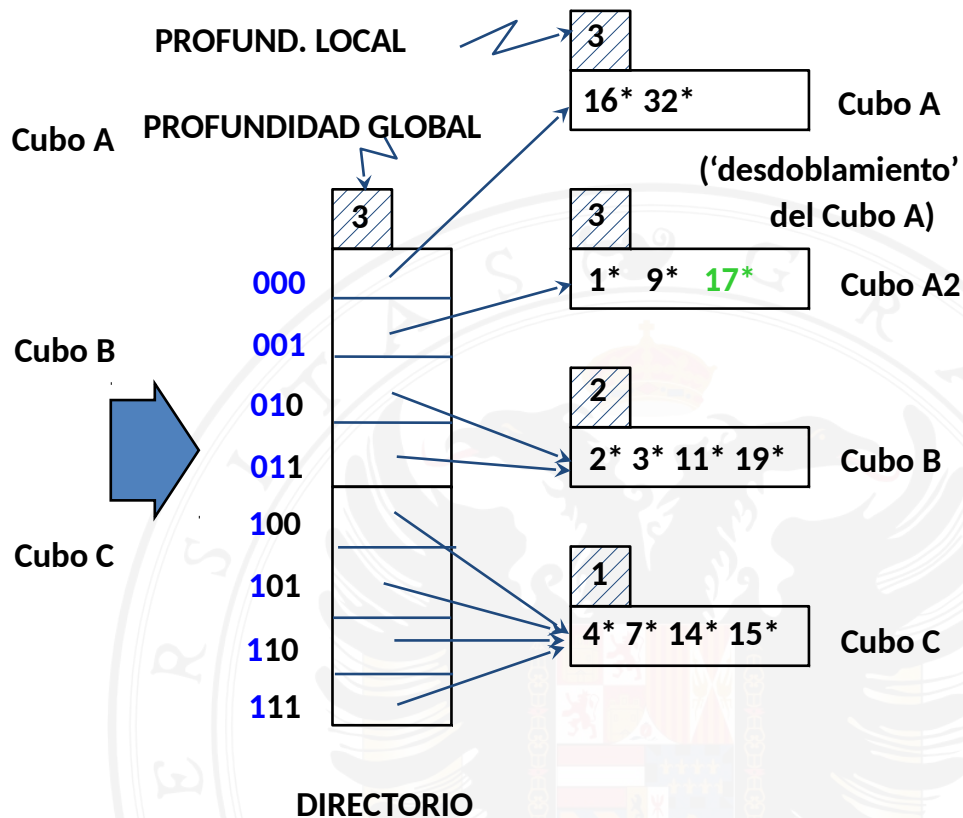 PROFUND. LOCAL
3
16* 32*
Cubo A
Cubo A
PROFUNDIDAD GLOBAL
('desdoblamiento'
del Cubo A)
3
3
1* 9* 17*
Cubo A2
000
001
Cubo B
010
2
2* 3* 11* 19*
Cubo B
011
100
Cubo C
101
1
4* 7* 14* 15*
Cubo C
110
111
DIRECTORIO